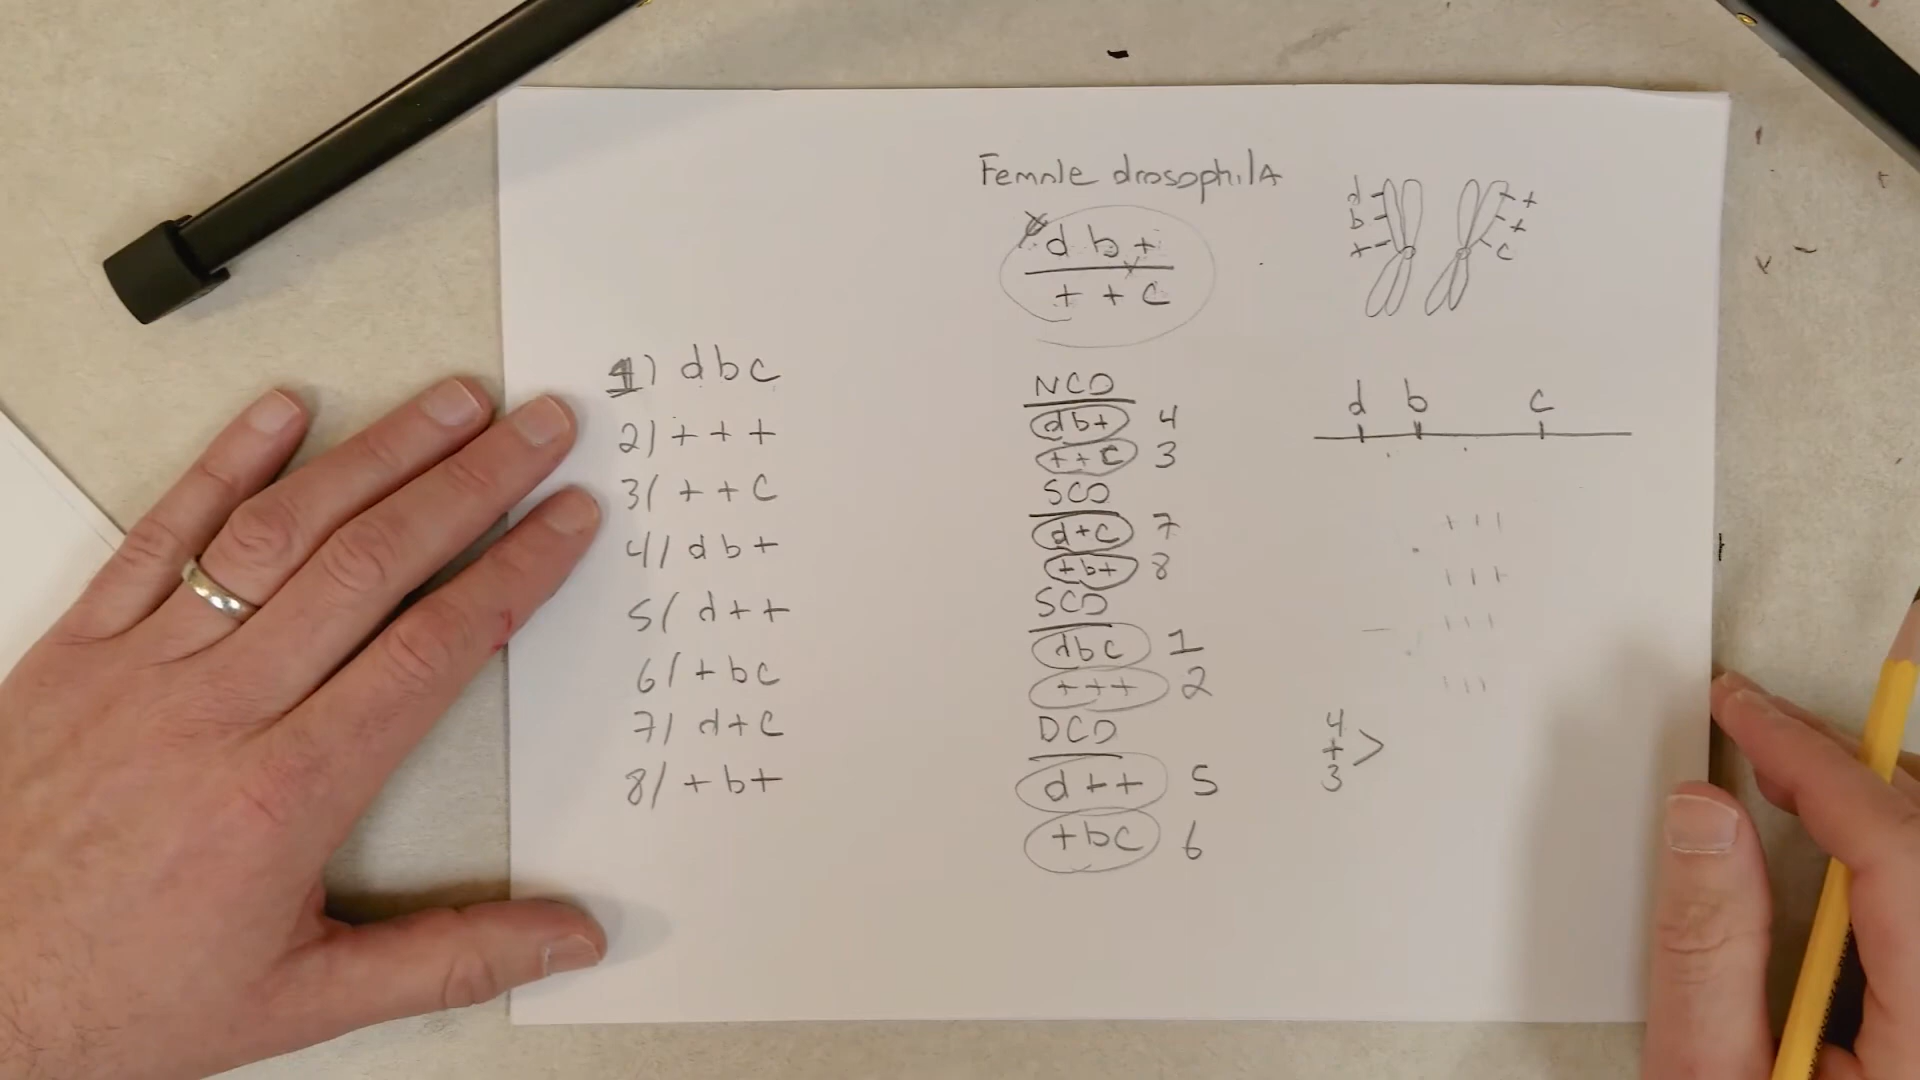 Female drosophila
d b +
+ + c
d + +
b + +
+ c
1) d b c
2) + + +
3) + + c
4) d b +
5) d + +
6) + b c
7) d + c
8) + b +
NCO
d b + 4
+ + c 3
SCO
d + c 7
+ b + 8
SCO
d b c 1
+ + + 2
DCO
d + + 5
+ b c 6
d b c
4
+ >
3